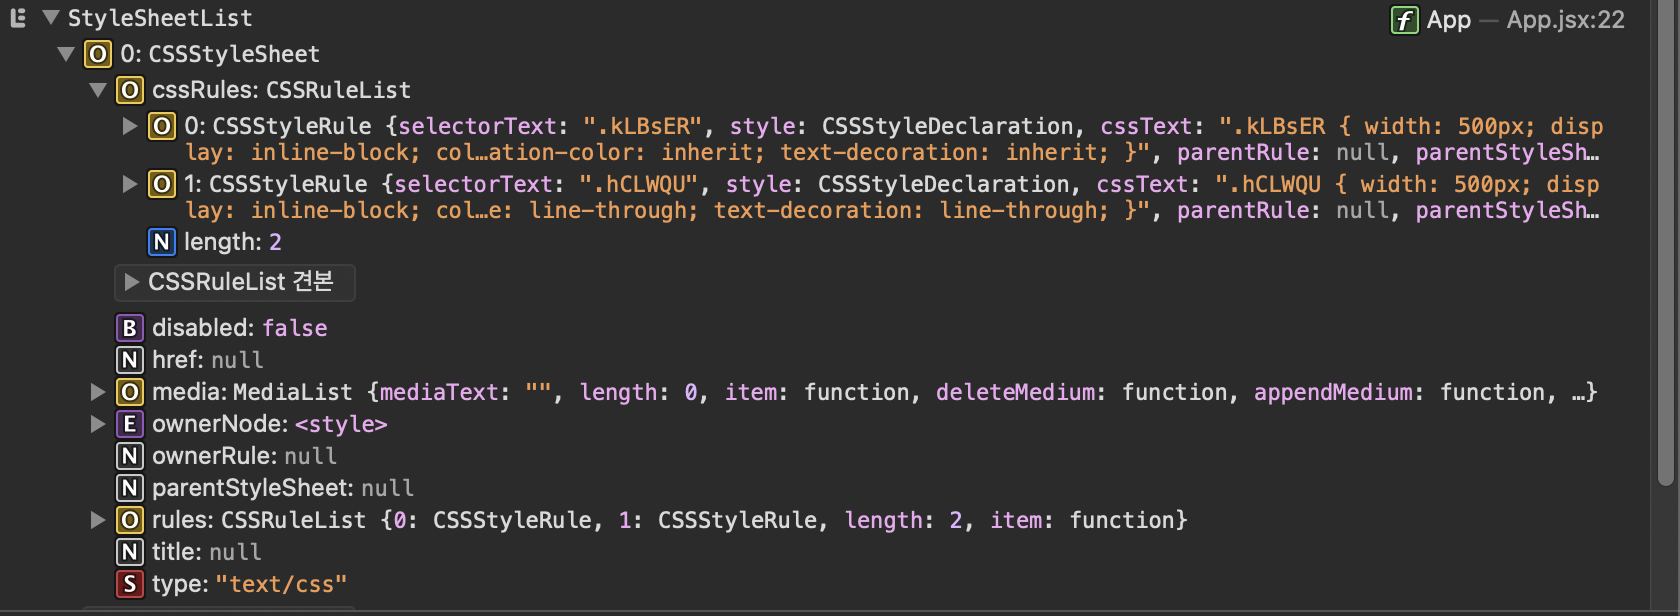 StyleSheetList
f App — App.jsx:22
O 0: CSSStyleSheet
O cssRules: CSSRuleList
O 0: CSSStyleRule {selectorText: ".kLBsER", style: CSSStyleDeclaration, cssText: ".kLBsER { width: 500px; disp
lay: inline-block; col…ation-color: inherit; text-decoration: inherit; }", parentRule: null, parentStyleSh…
O 1: CSSStyleRule {selectorText: ".hCLWQU", style: CSSStyleDeclaration, cssText: ".hCLWQU { width: 500px; disp
lay: inline-block; col…e: line-through; text-decoration: line-through; }", parentRule: null, parentStyleSh…
N length: 2
CSSRuleList 견본
B disabled: false
N href: null
O media: MediaList {mediaText: "", length: 0, item: function, deleteMedium: function, appendMedium: function, …}
E ownerNode: <style>
N ownerRule: null
N parentStyleSheet: null
O rules: CSSRuleList {0: CSSStyleRule, 1: CSSStyleRule, length: 2, item: function}
N title: null
S type: "text/css"